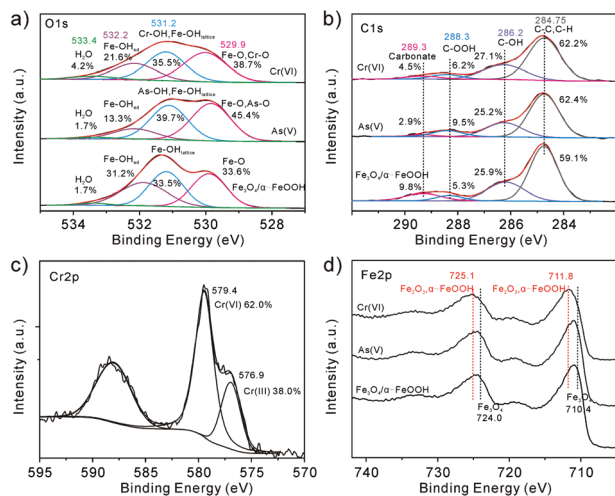 a) O1s
531.2
532.2
533.4
529.9
Cr-OH,Fe-OHlattice
Fe-OHad
H2O
Fe-O,Cr-O
4.2%
21.6%
35.5%
38.7%
Cr(VI)
As-OH,Fe-OHlattice
Fe-OHad
H2O
Fe-O,As-O
1.7%
13.3%
39.7%
45.4%
As(V)
Fe-OHlattice
Fe-OHad
H2O
Fe-O
1.7%
31.2%
33.5%
33.6%
Fe3O4/α-FeOOH
534 532 530 528
Binding Energy (eV)
Intensity (a.u.)
b) C1s
284.75
C-C,C-H
286.2
C-OH
288.3
C-OOH
289.3
Carbonate
4.5%
6.2%
27.1%
62.2%
Cr(VI)
2.9%
9.5%
25.2%
62.4%
As(V)
Fe3O4/α-FeOOH
9.8%
5.3%
25.9%
59.1%
290 288 286 284
Binding Energy (eV)
Intensity (a.u.)
c) Cr2p
579.4
Cr(VI) 62.0%
576.9
Cr(III) 38.0%
595 590 585 580 575 570
Binding Energy (eV)
Intensity (a.u.)
d) Fe2p
725.1
711.8
Fe2O3,α-FeOOH
Fe2O3,α-FeOOH
Cr(VI)
As(V)
Fe3O4/α-FeOOH
Fe3O4
724.0
Fe3O4
710.4
740 730 720 710
Binding Energy (eV)
Intensity (a.u.)